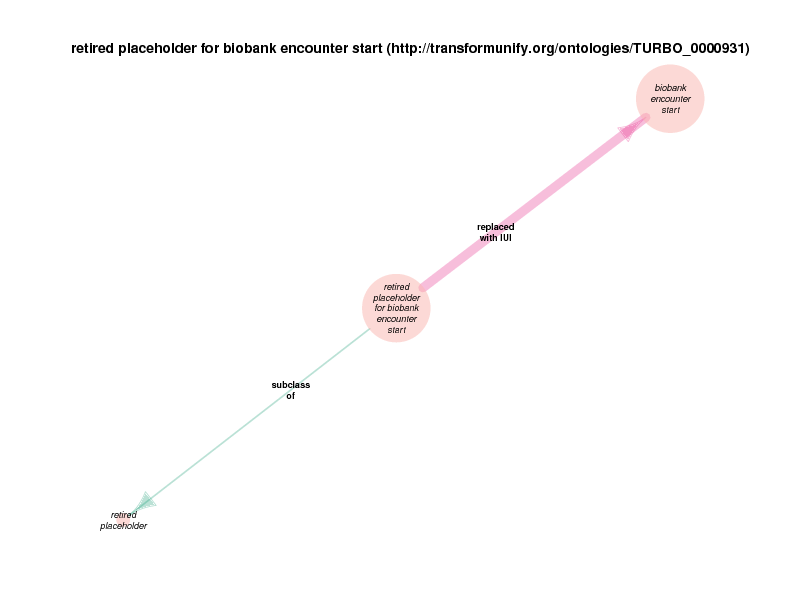 retired placeholder for biobank encounter start (http://transformunify.org/ontologies/TURBO_0000931)
biobank
encounter
start
replaced
with IUI
retired
placeholder
for biobank
encounter
start
subclass
of
retired
placeholder